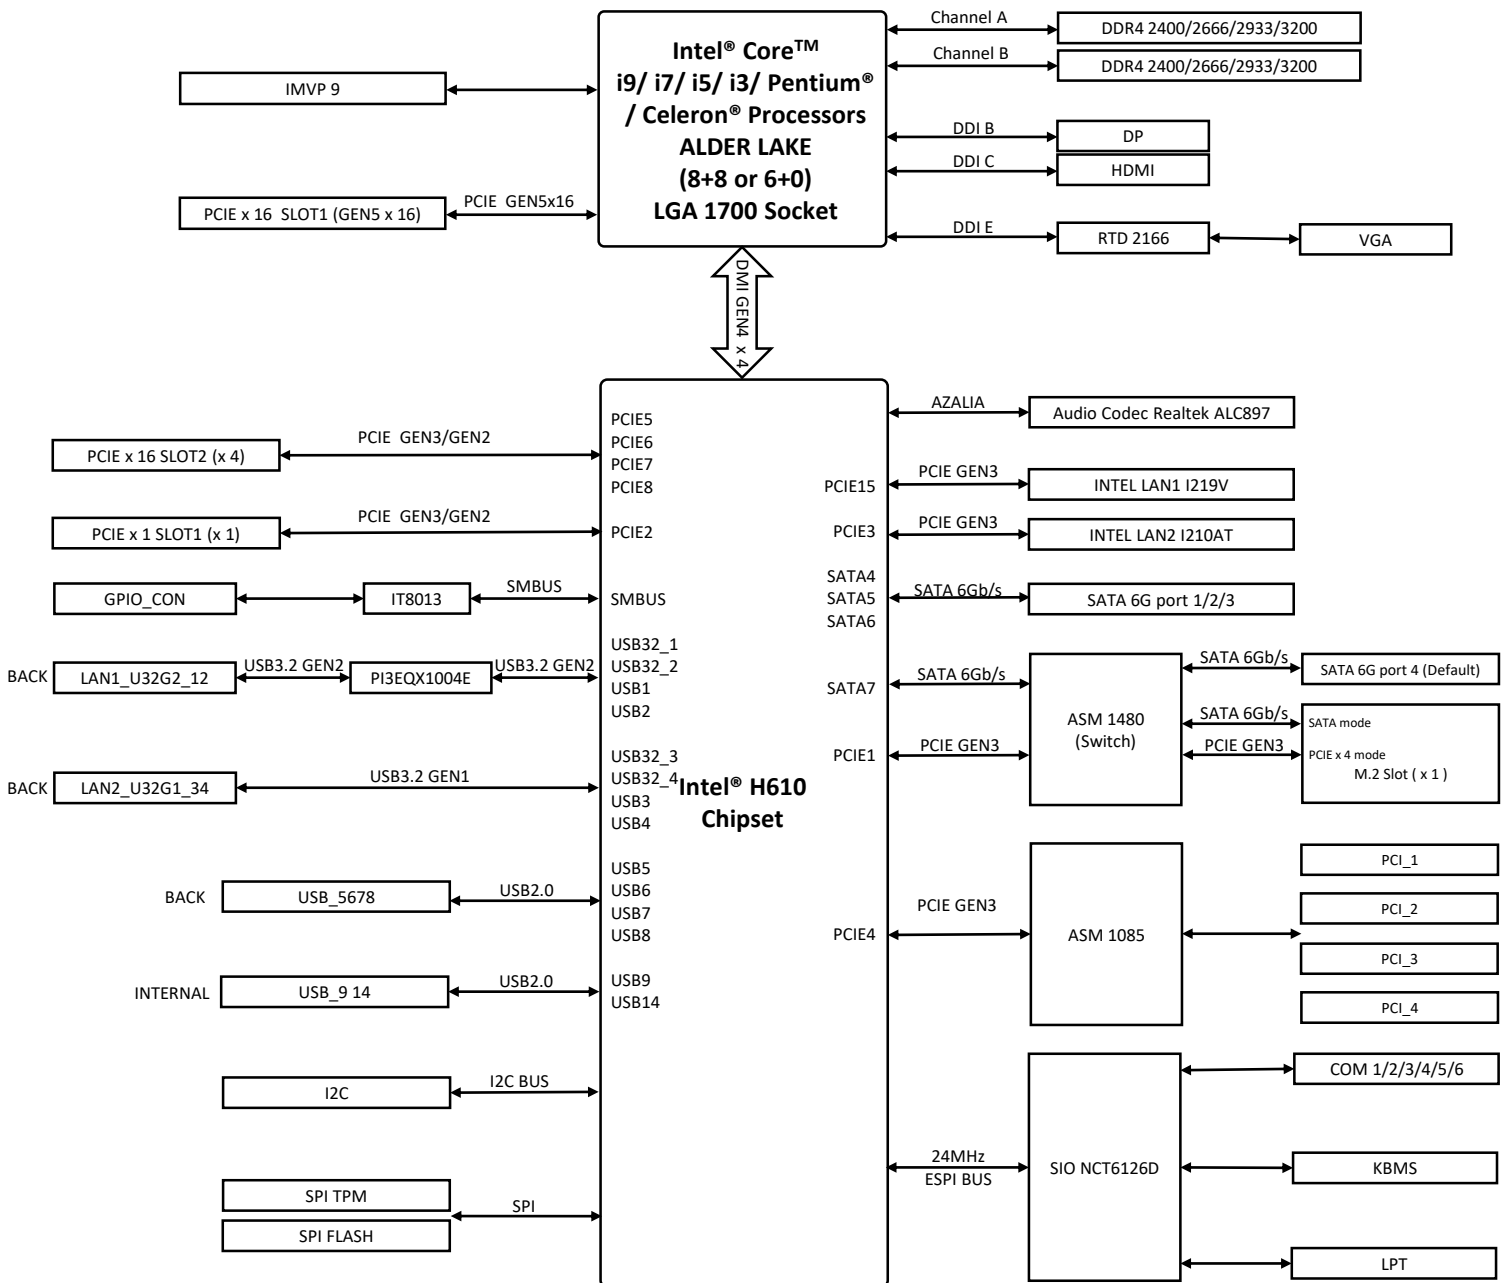 Channel A
DDR4 2400/2666/2933/3200
Channel B
DDR4 2400/2666/2933/3200
Intel® Core™
i9/ i7/ i5/ i3/ Pentium®
/ Celeron® Processors
ALDER LAKE
(8+8 or 6+0)
LGA 1700 Socket
IMVP 9
DDI B
DP
DDI C
HDMI
PCIE x 16 SLOT1 (GEN5 x 16)
PCIE GEN5x16
DDI E
RTD 2166
VGA
DMI GEN4 x 4
Intel® H610
Chipset
PCIE x 16 SLOT2 (x 4)
PCIE GEN3/GEN2
PCIE5
PCIE6
PCIE7
PCIE8
PCIE x 1 SLOT1 (x 1)
PCIE GEN3/GEN2
PCIE2
GPIO_CON
IT8013
SMBUS
SMBUS
BACK
LAN1_U32G2_12
USB3.2 GEN2
PI3EQX1004E
USB3.2 GEN2
USB32_1
USB32_2
USB1
USB2
BACK
LAN2_U32G1_34
USB3.2 GEN1
USB32_3
USB32_4
USB3
USB4
BACK
USB_5678
USB2.0
USB5
USB6
USB7
USB8
INTERNAL
USB_9 14
USB2.0
USB9
USB14
I2C
I2C BUS
SPI TPM
SPI FLASH
SPI
AZALIA
Audio Codec Realtek ALC897
PCIE15
PCIE GEN3
INTEL LAN1 I219V
PCIE3
PCIE GEN3
INTEL LAN2 I210AT
SATA4
SATA5
SATA6
SATA 6Gb/s
SATA 6G port 1/2/3
SATA7
SATA 6Gb/s
PCIE1
PCIE GEN3
ASM 1480
(Switch)
SATA 6Gb/s
SATA 6G port 4 (Default)
SATA 6Gb/s
SATA mode
PCIE GEN3
PCIE x 4 mode
M.2 Slot ( x 1 )
PCIE4
PCIE GEN3
ASM 1085
PCI_1
PCI_2
PCI_3
PCI_4
24MHz
ESPI BUS
SIO NCT6126D
COM 1/2/3/4/5/6
KBMS
LPT